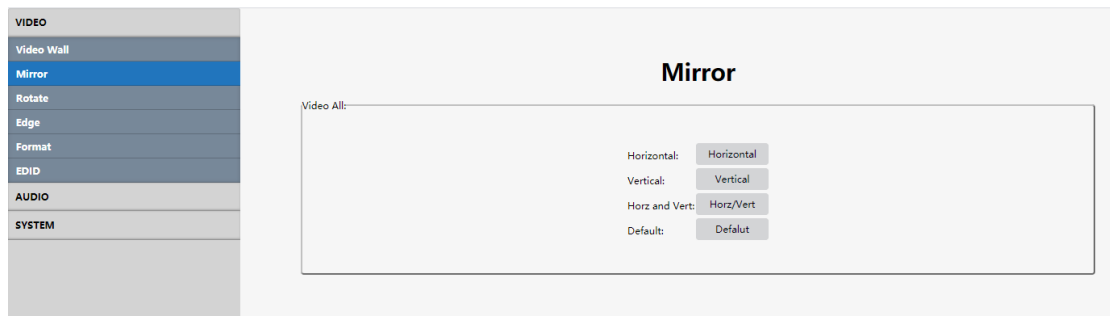 VIDEO
Video Wall
Mirror
Rotate
Edge
Format
EDID
AUDIO
SYSTEM
Mirror
Video All:
Horizontal: Horizontal
Vertical: Vertical
Horz and Vert: Horz/Vert
Default: Defalut